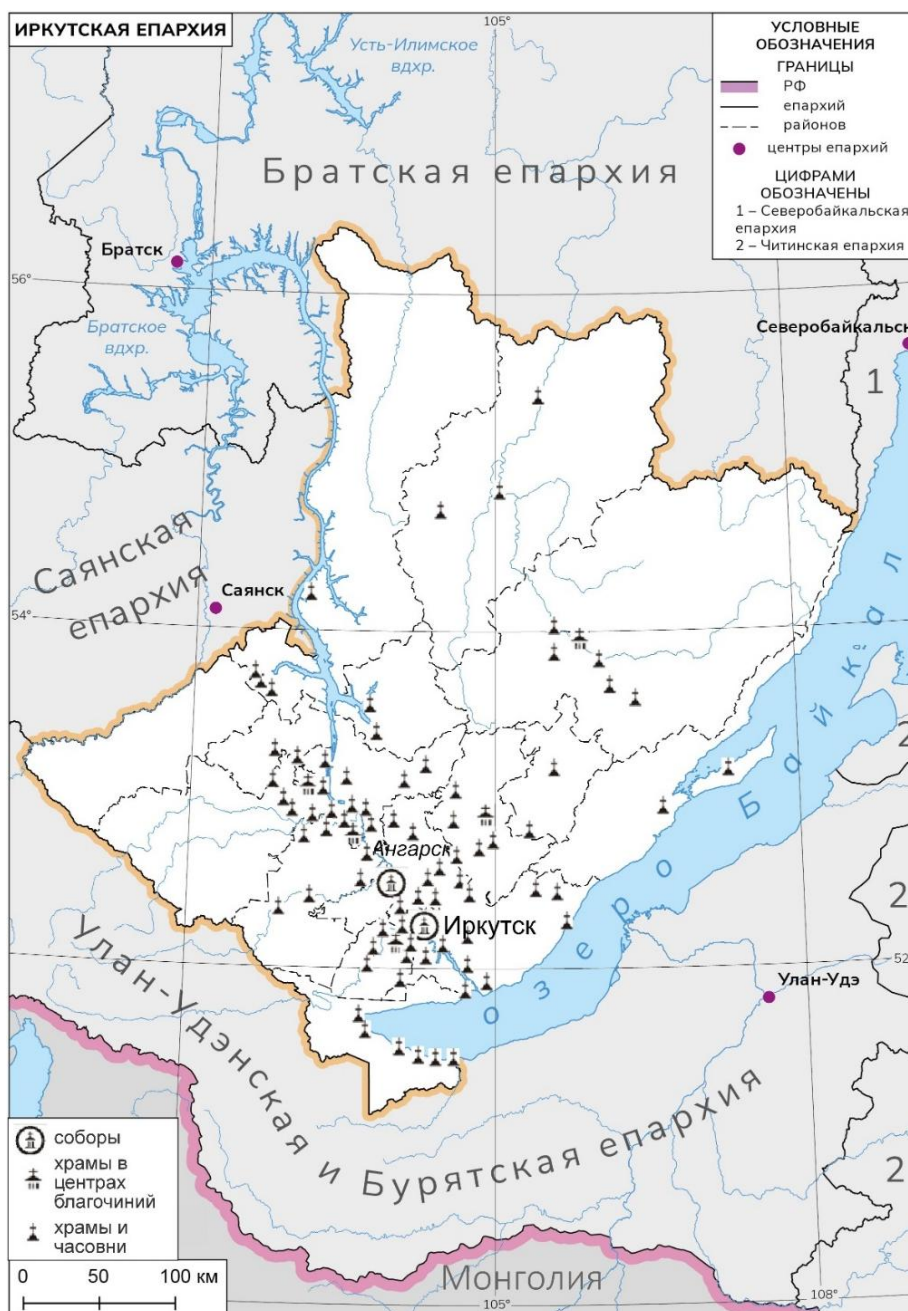 ИРКУТСКАЯ ЕПАРХИЯ
105°
Усть-Илимское
вдхр.
УСЛОВНЫЕ
ОБОЗНАЧЕНИЯ
ГРАНИЦЫ
РФ
епархий
районов
центры епархий
ЦИФРАМИ
ОБОЗНАЧЕНЫ
1 – Северобайкальская
епархия
2 – Читинская епархия
Братская епархия
Братск
56°
Братское
вдхр.
Северобайкальск
1
Саянская
епархия
Саянск
54°
2
Ангарск
Иркутск
озеро Байкал
2
52
Улан-Удэ
Улан-Удэнская и Бурятская епархия
2
соборы
храмы в
центрах
благочиний
храмы и
часовни
0 50 100 км
Монголия
105°
108°